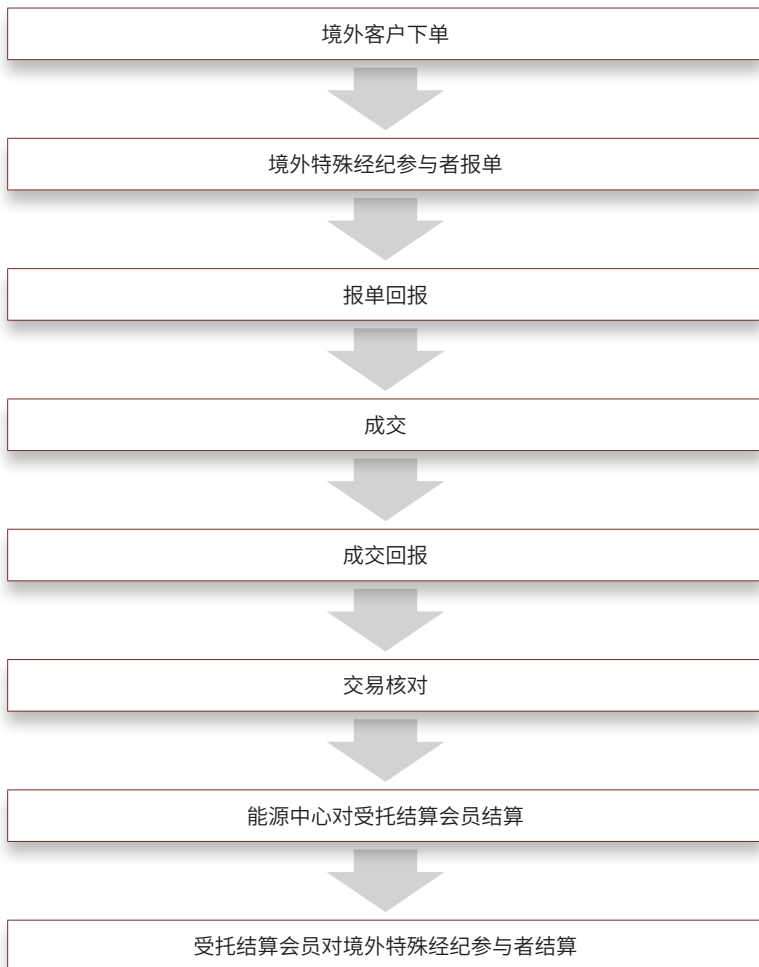 境外客户下单
境外特殊经纪参与者报单
报单回报
成交
成交回报
交易核对
能源中心对受托结算会员结算
受托结算会员对境外特殊经纪参与者结算